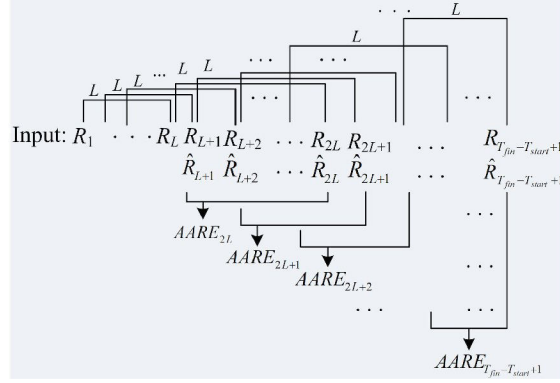 · · · L
L
L L L ... L L · · · · · ·
· · · · · ·
Input: R_1 · · · R_L R_{L+1} R_{L+2} · · · R_{2L} R_{2L+1} · · · R_{T_{fin}-T_{start}+1}
R̂_{L+1} R̂_{L+2} · · · R̂_{2L} R̂_{2L+1} · · · R̂_{T_{fin}-T_{start}+1}
AARE_{2L} · · ·
AARE_{2L+1}
AARE_{2L+2} · · ·
· · · · · ·
AARE_{T_{fin}-T_{start}+1}